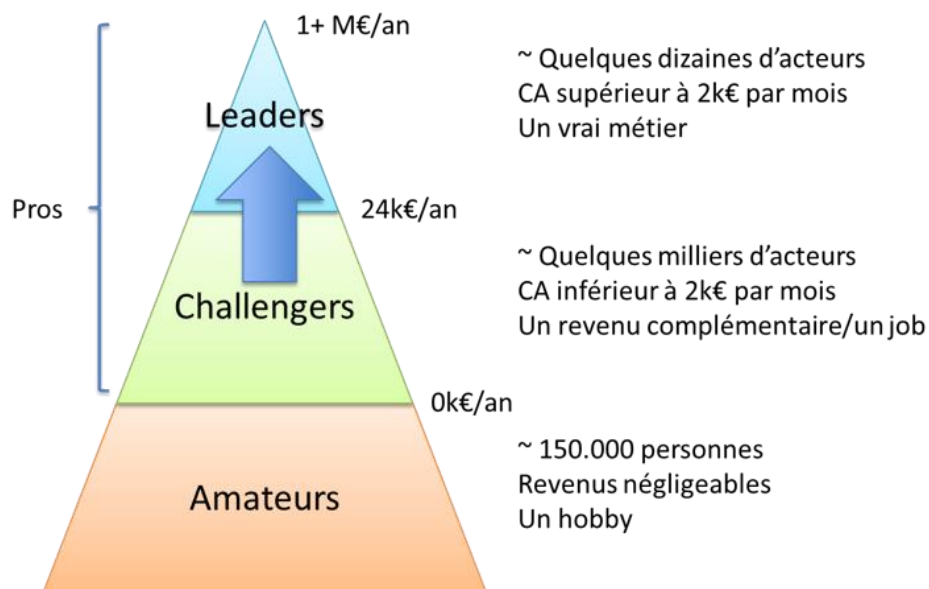 1+ M€/an
Leaders
~ Quelques dizaines d’acteurs
CA supérieur à 2k€ par mois
Un vrai métier
Pros
24k€/an
Challengers
~ Quelques milliers d’acteurs
CA inférieur à 2k€ par mois
Un revenu complémentaire/un job
0k€/an
Amateurs
~ 150.000 personnes
Revenus négligeables
Un hobby